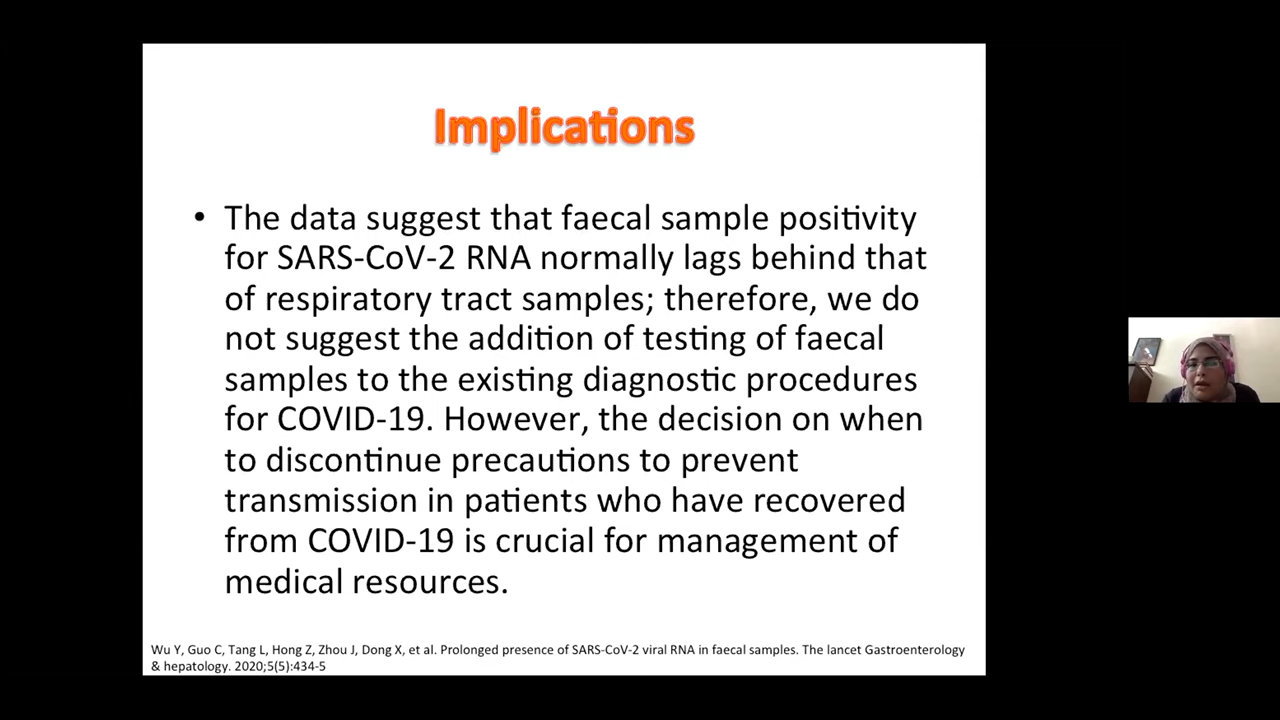 Implications
• The data suggest that faecal sample positivity
for SARS-CoV-2 RNA normally lags behind that
of respiratory tract samples; therefore, we do
not suggest the addition of testing of faecal
samples to the existing diagnostic procedures
for COVID-19. However, the decision on when
to discontinue precautions to prevent
transmission in patients who have recovered
from COVID-19 is crucial for management of
medical resources.
Wu Y, Guo C, Tang L, Hong Z, Zhou J, Dong X, et al. Prolonged presence of SARS-CoV-2 viral RNA in faecal samples. The lancet Gastroenterology
& hepatology. 2020;5(5):434-5